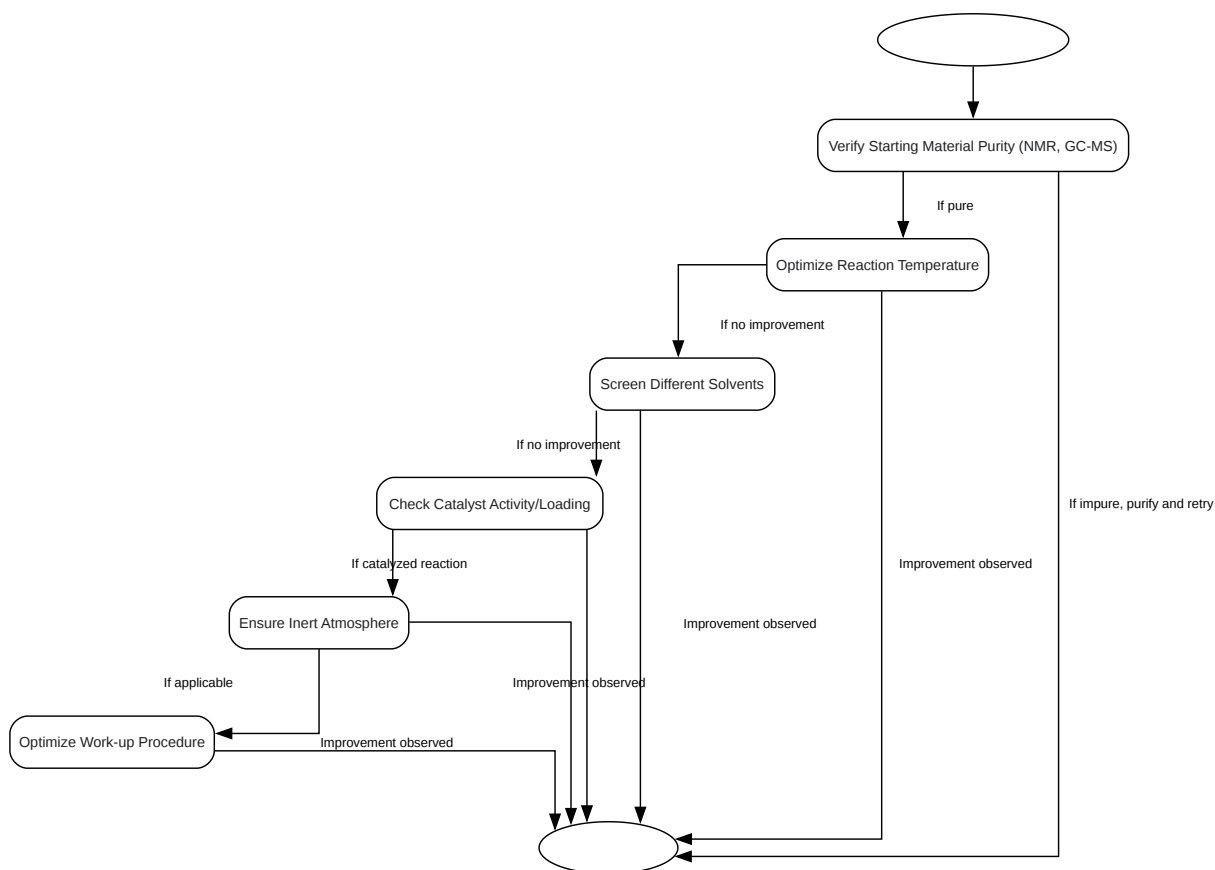 Verify Starting Material Purity (NMR, GC-MS)
If pure
Optimize Reaction Temperature
If no improvement
Screen Different Solvents
If no improvement
Check Catalyst Activity/Loading
If impure, purify and retry
If catalyzed reaction
Improvement observed
Ensure Inert Atmosphere
Improvement observed
If applicable
Improvement observed
Optimize Work-up Procedure
Improvement observed